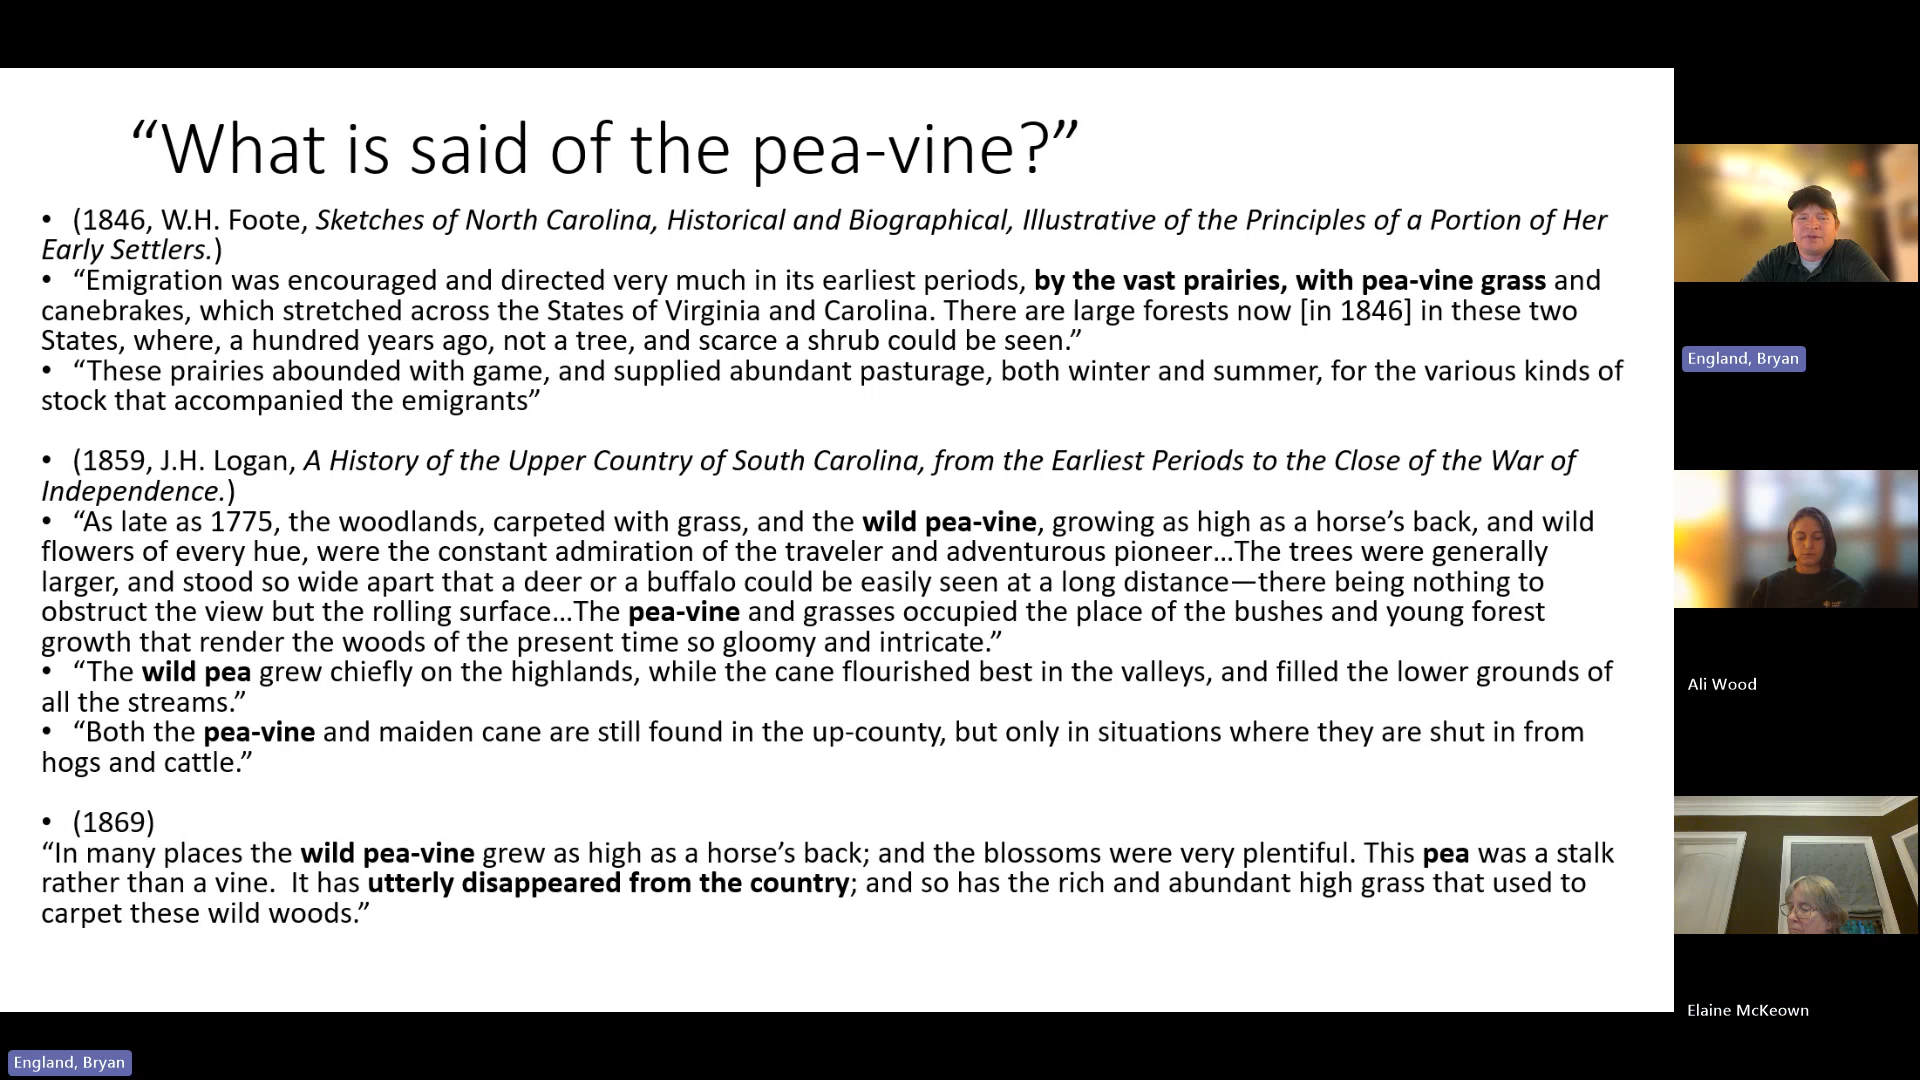 “What is said of the pea-vine?”
• (1846, W.H. Foote, Sketches of North Carolina, Historical and Biographical, Illustrative of the Principles of a Portion of Her
Early Settlers.)
• “Emigration was encouraged and directed very much in its earliest periods, by the vast prairies, with pea-vine grass and
canebrakes, which stretched across the States of Virginia and Carolina. There are large forests now [in 1846] in these two
States, where, a hundred years ago, not a tree, and scarce a shrub could be seen.”
• “These prairies abounded with game, and supplied abundant pasturage, both winter and summer, for the various kinds of
stock that accompanied the emigrants”
• (1859, J.H. Logan, A History of the Upper Country of South Carolina, from the Earliest Periods to the Close of the War of
Independence.)
• “As late as 1775, the woodlands, carpeted with grass, and the wild pea-vine, growing as high as a horse’s back, and wild
flowers of every hue, were the constant admiration of the traveler and adventurous pioneer…The trees were generally
larger, and stood so wide apart that a deer or a buffalo could be easily seen at a long distance—there being nothing to
obstruct the view but the rolling surface…The pea-vine and grasses occupied the place of the bushes and young forest
growth that render the woods of the present time so gloomy and intricate.”
• “The wild pea grew chiefly on the highlands, while the cane flourished best in the valleys, and filled the lower grounds of
all the streams.”
• “Both the pea-vine and maiden cane are still found in the up-county, but only in situations where they are shut in from
hogs and cattle.”
• (1869)
“In many places the wild pea-vine grew as high as a horse’s back; and the blossoms were very plentiful. This pea was a stalk
rather than a vine.  It has utterly disappeared from the country; and so has the rich and abundant high grass that used to
carpet these wild woods.”
England, Bryan
Ali Wood
Elaine McKeown
England, Bryan